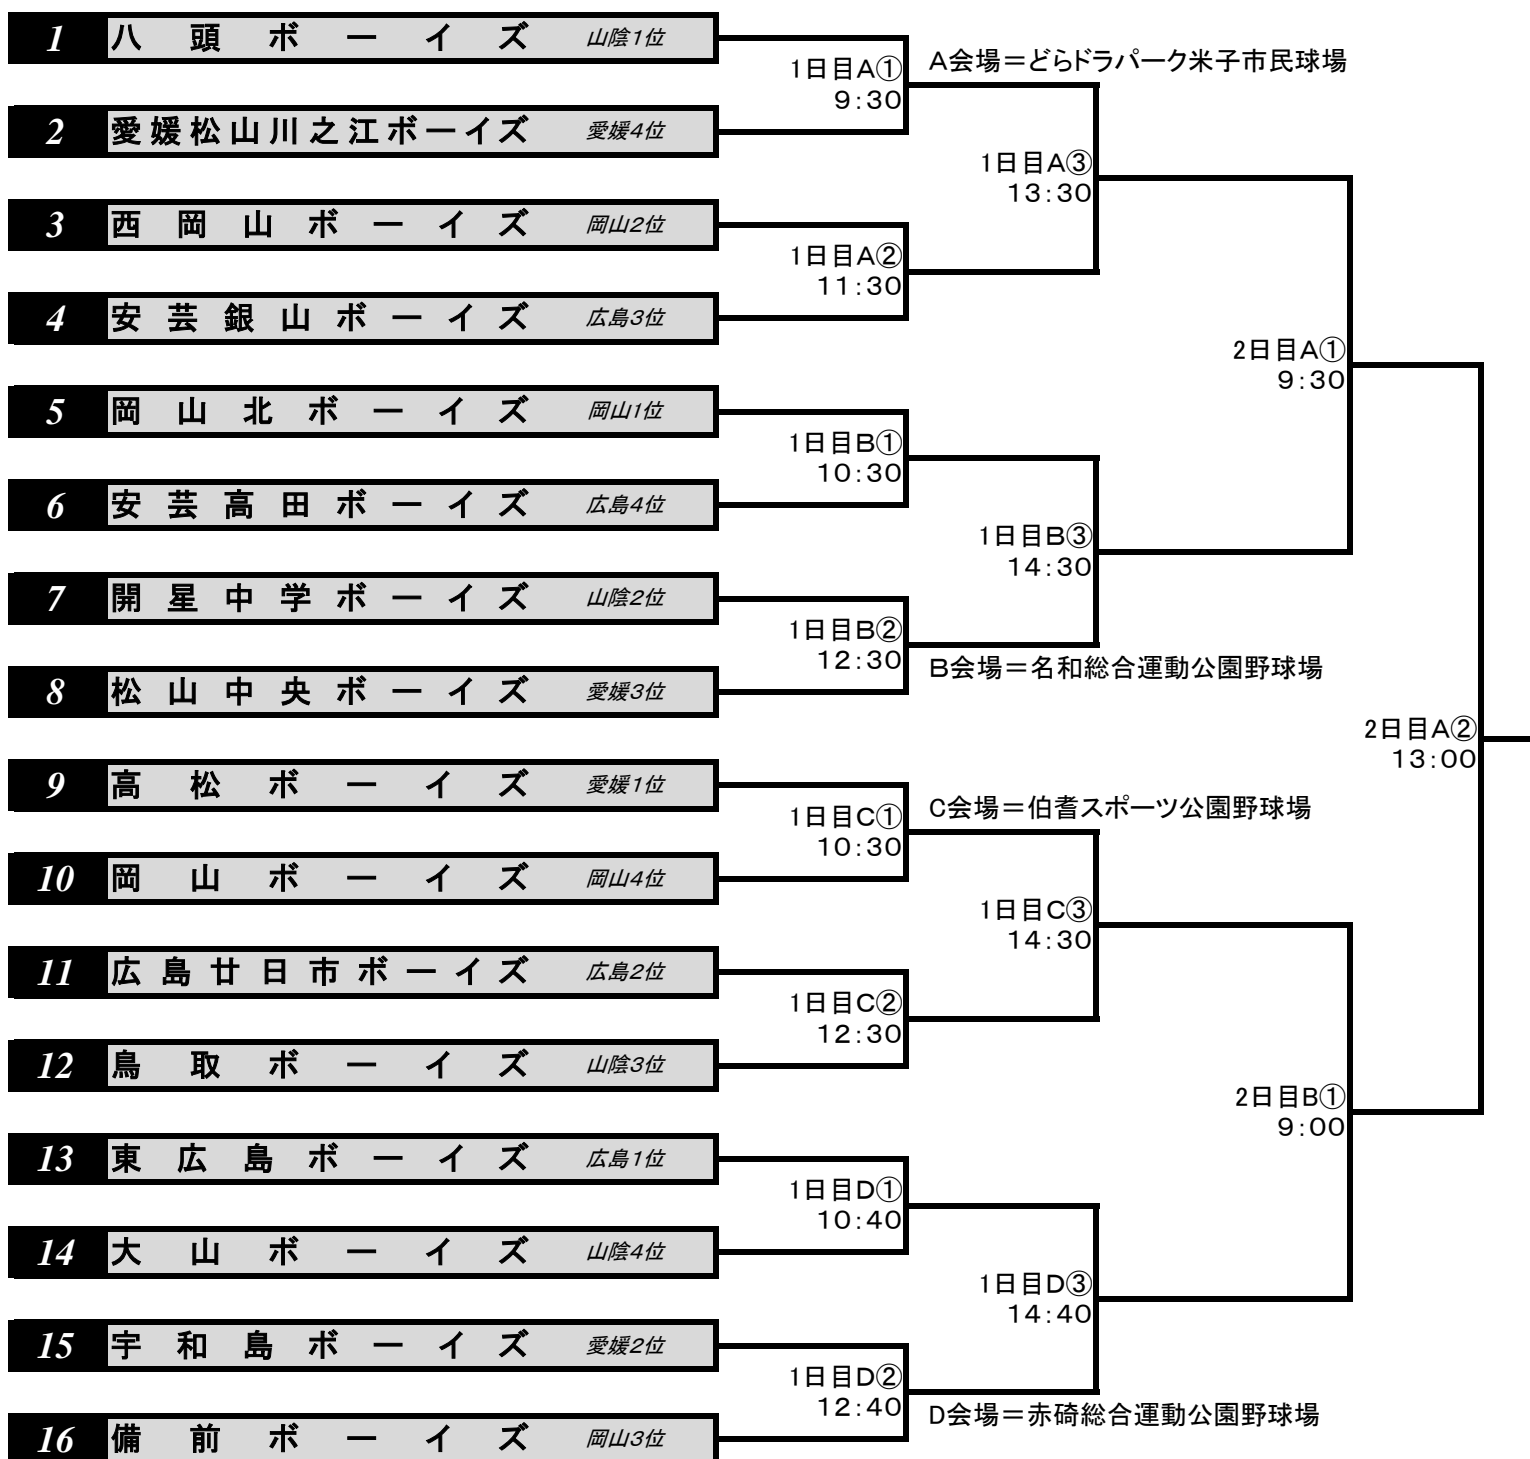 1 八頭ボーイズ 山陰1位
1日目A① A会場＝どらドラパーク米子市民球場
9:30
2 愛媛松山川之江ボーイズ 愛媛4位
1日目A③
13:30
3 西岡山ボーイズ 岡山2位
1日目A②
11:30
4 安芸銀山ボーイズ 広島3位
2日目A①
9:30
5 岡山北ボーイズ 岡山1位
1日目B①
10:30
6 安芸高田ボーイズ 広島4位
1日目B③
14:30
7 開星中学ボーイズ 山陰2位
1日目B②
12:30 B会場＝名和総合運動公園野球場
8 松山中央ボーイズ 愛媛3位
2日目A②
13:00
9 高松ボーイズ 愛媛1位
1日目C① C会場＝伯耆スポーツ公園野球場
10:30
10 岡山ボーイズ 岡山4位
1日目C③
14:30
11 広島廿日市ボーイズ 広島2位
1日目C②
12:30
12 鳥取ボーイズ 山陰3位
2日目B①
9:00
13 東広島ボーイズ 広島1位
1日目D①
10:40
14 大山ボーイズ 山陰4位
1日目D③
14:40
15 宇和島ボーイズ 愛媛2位
1日目D②
12:40 D会場＝赤碕総合運動公園野球場
16 備前ボーイズ 岡山3位